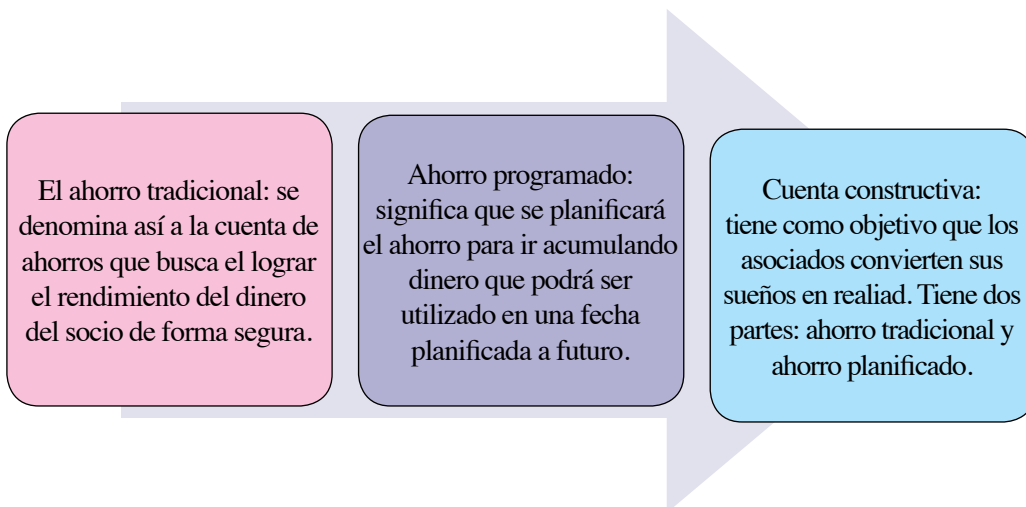 El ahorro tradicional: se
denomina así a la cuenta de
ahorros que busca el lograr
el rendimiento del dinero
del socio de forma segura.
Ahorro programado:
significa que se planificará
el ahorro para ir acumulando
dinero que podrá ser
utilizado en una fecha
planificada a futuro.
Cuenta constructiva:
tiene como objetivo que los
asociados convierten sus
sueños en realiad. Tiene dos
partes: ahorro tradicional y
ahorro planificado.